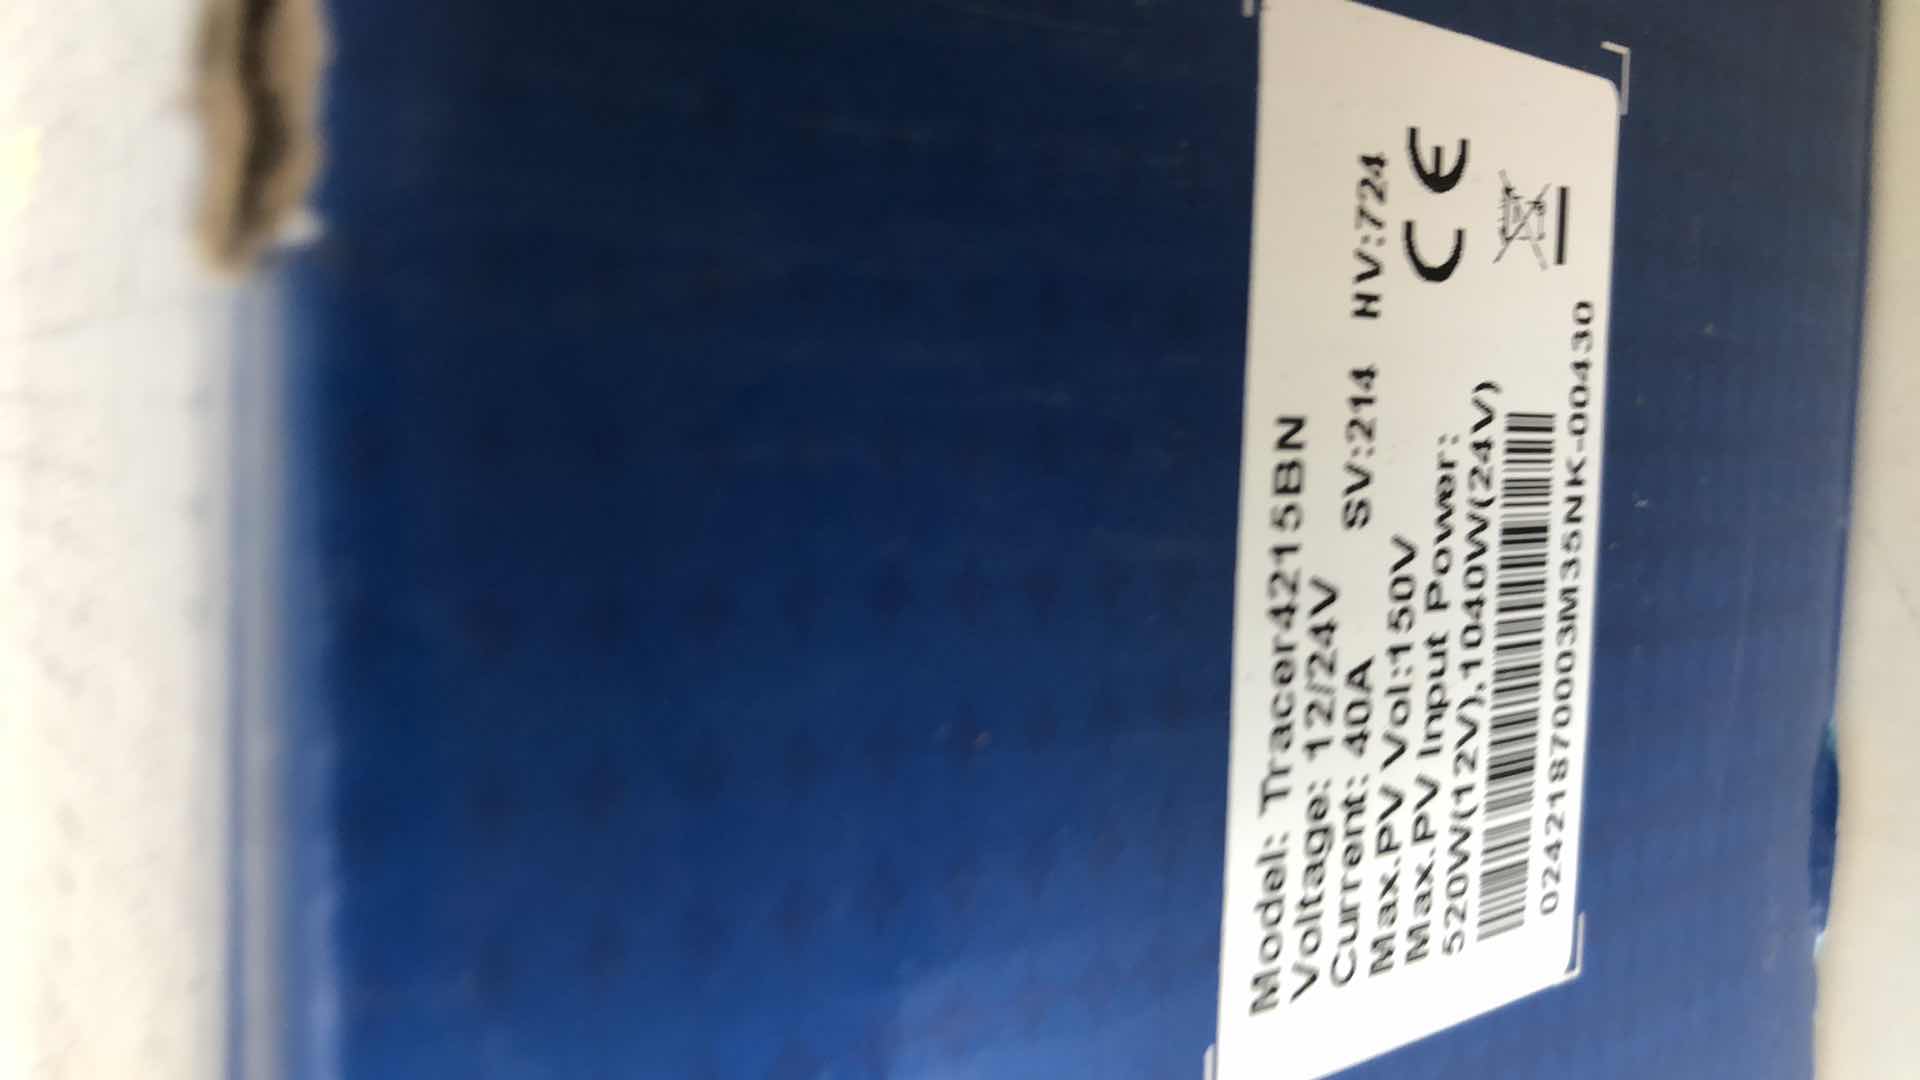 Model: Tracer4215BN
Voltage: 12/24V
Current: 40A SV:214 HV:724
Max.PV Vol:150V
Max.PV Input Power:
520W(12V),1040W(24V)
CE
02421870003M35NK-00430